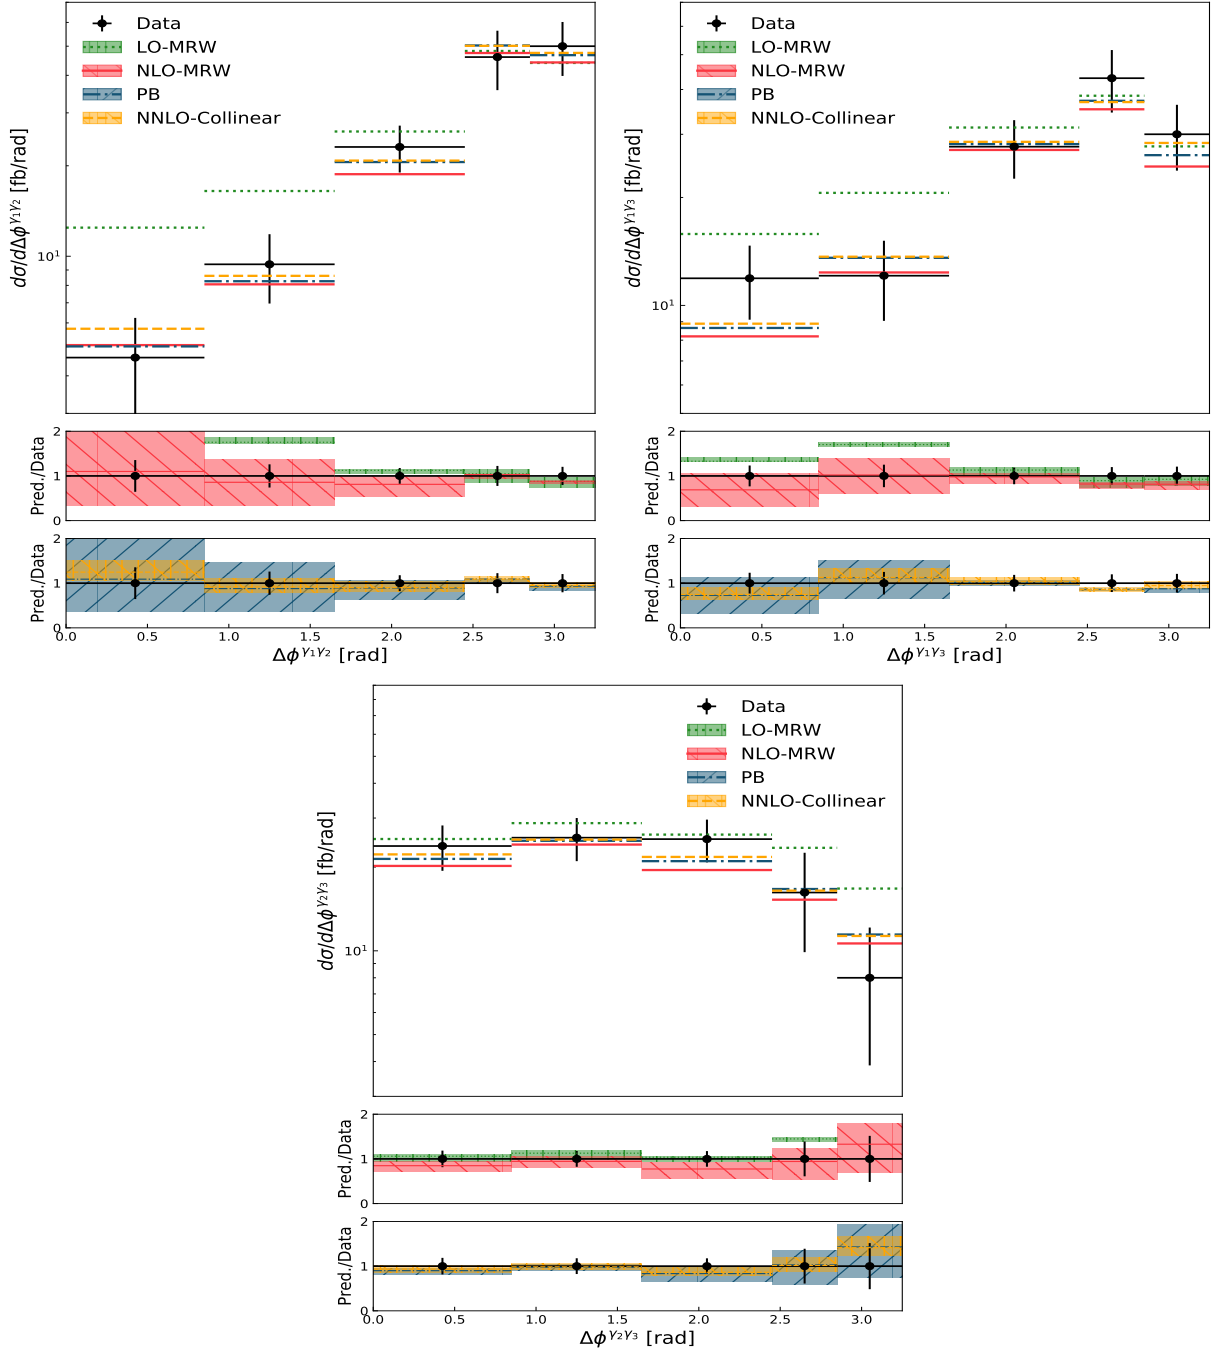 Data
LO-MRW
NLO-MRW
PB
NNLO-Collinear
dσ/dΔϕ^γ₁γ₂ [fb/rad]
10¹
Pred./Data
2
1
0
Pred./Data
2
1
0
0.0 0.5 1.0 1.5 2.0 2.5 3.0
Δϕ^γ₁γ₂ [rad]
Data
LO-MRW
NLO-MRW
PB
NNLO-Collinear
dσ/dΔϕ^γ₁γ₃ [fb/rad]
10¹
Pred./Data
2
1
0
Pred./Data
2
1
0
0.0 0.5 1.0 1.5 2.0 2.5 3.0
Δϕ^γ₁γ₃ [rad]
Data
LO-MRW
NLO-MRW
PB
NNLO-Collinear
dσ/dΔϕ^γ₂γ₃ [fb/rad]
10¹
Pred./Data
2
1
0
Pred./Data
2
1
0
0.0 0.5 1.0 1.5 2.0 2.5 3.0
Δϕ^γ₂γ₃ [rad]